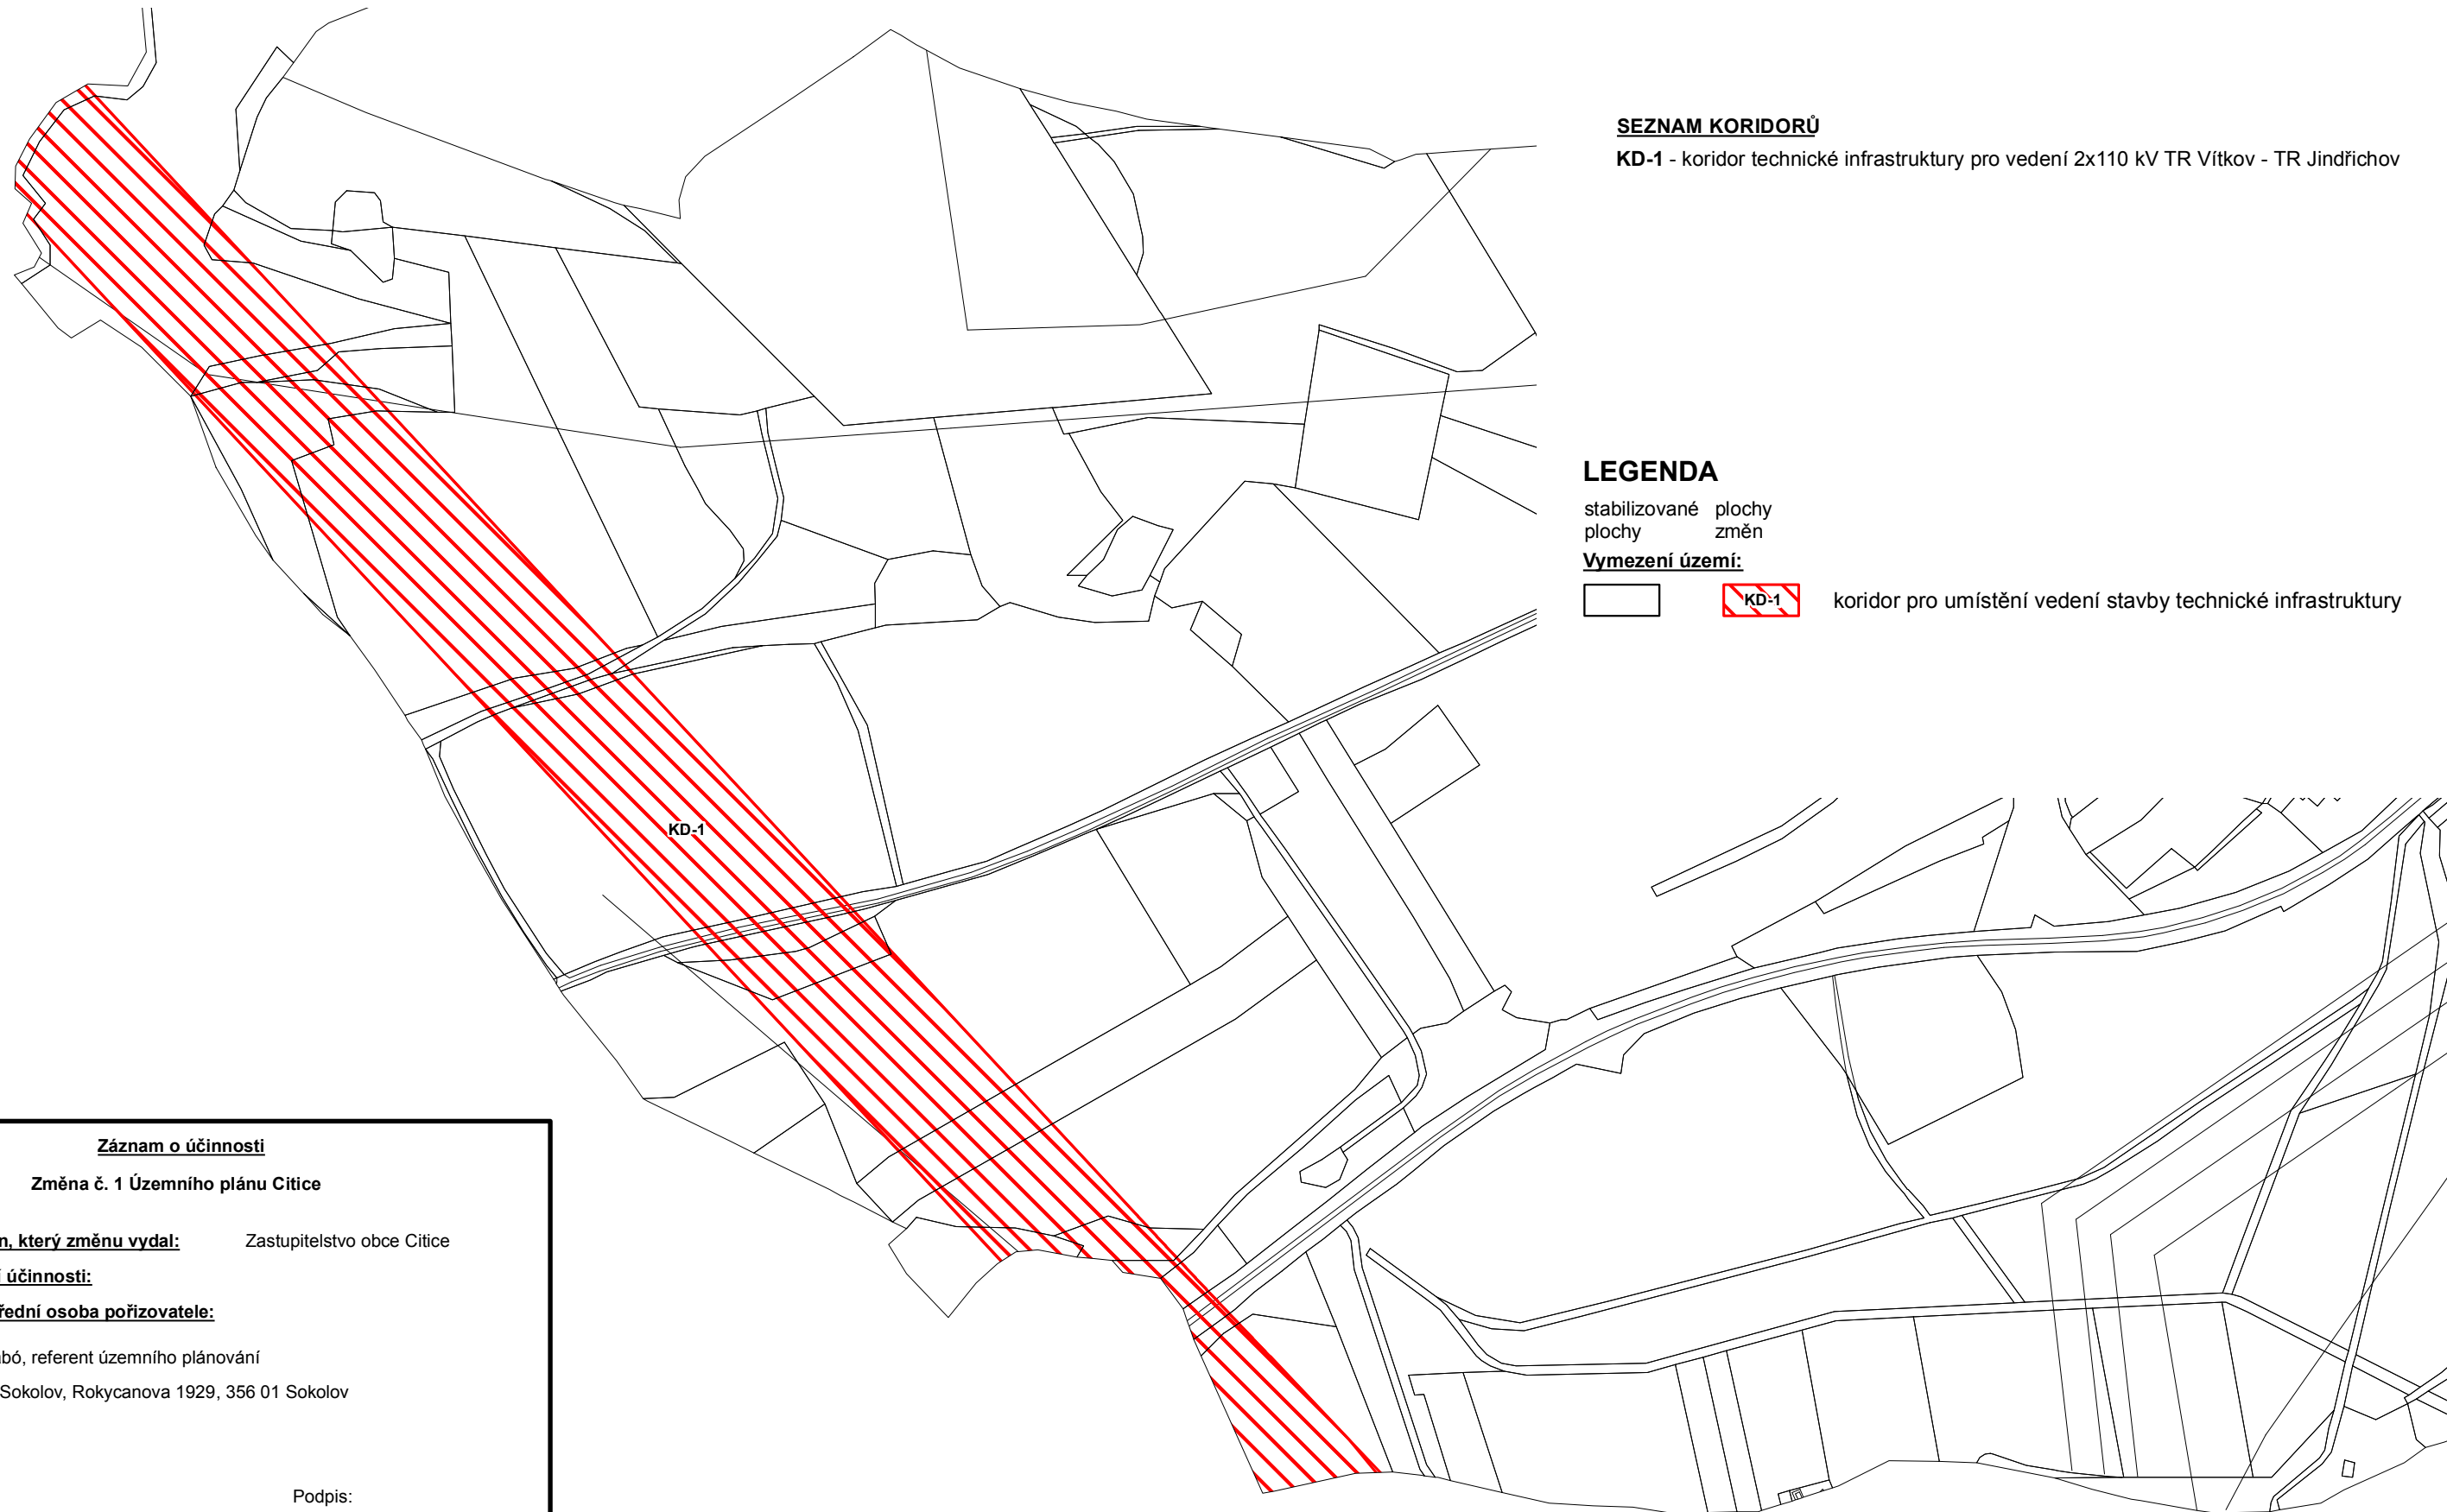 SEZNAM KORIDORŮ
KD-1 - koridor technické infrastruktury pro vedení 2x110 kV TR Vítkov - TR Jindřichov
LEGENDA
stabilizované plochy
plochy změn
Vymezení území:
KD-1 koridor pro umístění vedení stavby technické infrastruktury
KD-1
Záznam o účinnosti
Změna č. 1 Územního plánu Citice
který změnu vydal: Zastupitelstvo obce Citice
účinnosti:
osoba pořizovatele:
referent územního plánování
Sokolov, Rokycanova 1929, 356 01 Sokolov
Podpis: